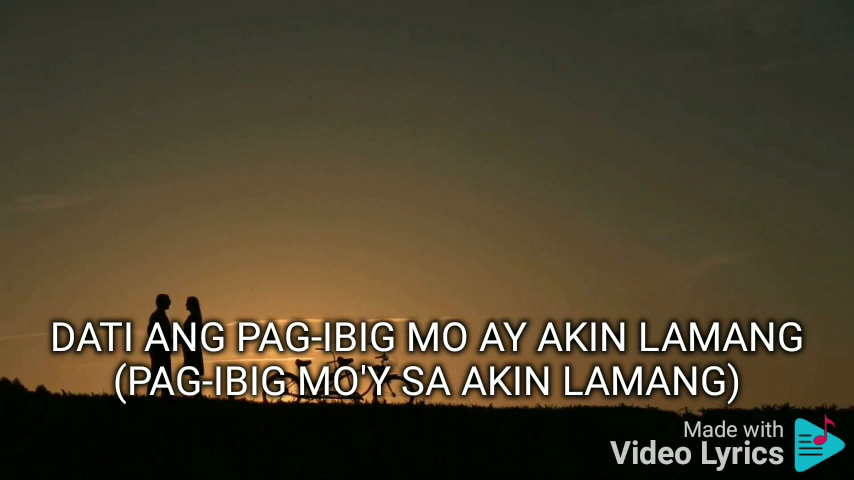 DATI ANG PAG-IBIG MO AY AKIN LAMANG
(PAG-IBIG MO'Y SA AKIN LAMANG)
Made with
Video Lyrics